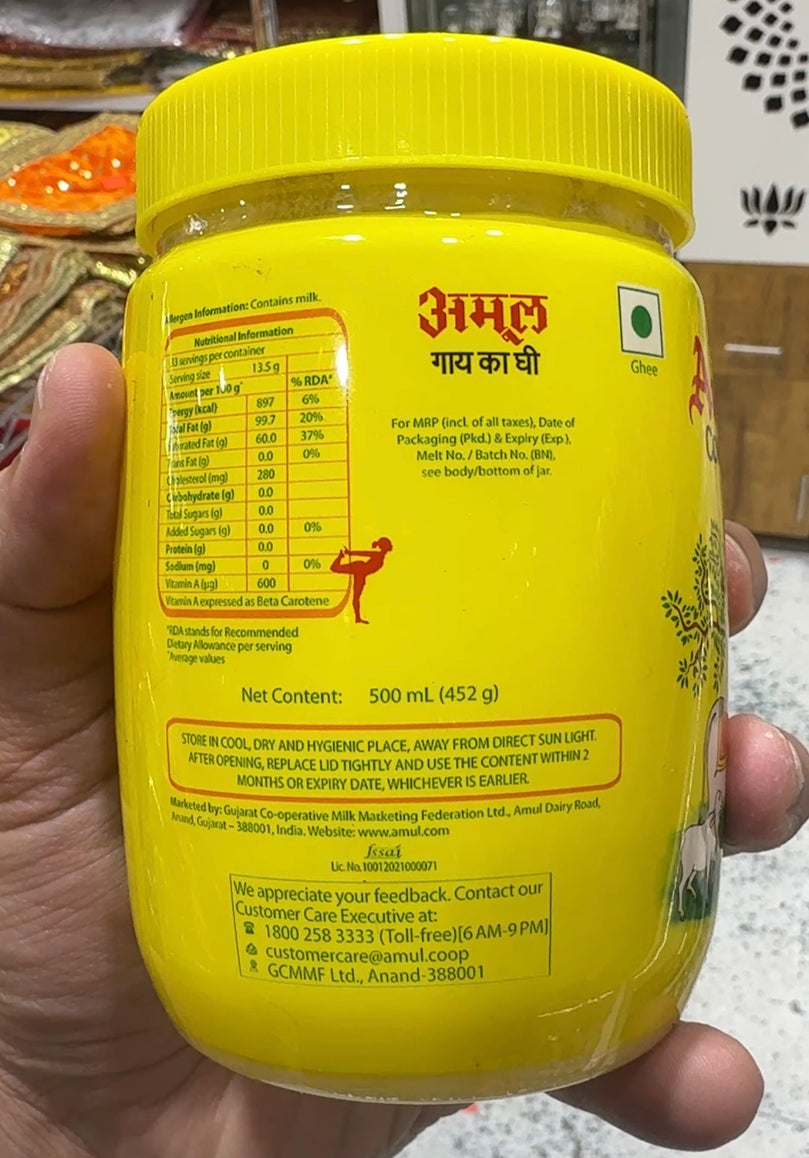 Allergen Information: Contains milk.
Nutritional Information
33 servings per container
Serving size 13.5 g
Amount per 100 g* % RDA*
Energy (kcal) 897 6%
Total Fat (g) 99.7 20%
Saturated Fat (g) 60.0 37%
Trans Fat (g) 0.0 0%
Cholesterol (mg) 280
Carbohydrate (g) 0.0
Total Sugars (g) 0.0
Added Sugars (g) 0.0 0%
Protein (g) 0.0
Sodium (mg) 0 0%
Vitamin A (µg) 600
Vitamin A expressed as Beta Carotene
*RDA stands for Recommended
Dietary Allowance per serving
*Average values
अमूल
गाय का घी
Ghee
For MRP (incl. of all taxes), Date of
Packaging (Pkd.) & Expiry (Exp.),
Melt No. / Batch No. (BN),
see body/bottom of jar.
Net Content: 500 mL (452 g)
STORE IN COOL, DRY AND HYGIENIC PLACE, AWAY FROM DIRECT SUN LIGHT.
AFTER OPENING, REPLACE LID TIGHTLY AND USE THE CONTENT WITHIN 2
MONTHS OR EXPIRY DATE, WHICHEVER IS EARLIER.
Marketed by: Gujarat Co-operative Milk Marketing Federation Ltd., Amul Dairy Road,
Anand, Gujarat – 388001, India. Website: www.amul.com
fssai
Lic. No. 10012021000071
We appreciate your feedback. Contact our
Customer Care Executive at:
1800 258 3333 (Toll-free)[6 AM-9 PM]
customercare@amul.coop
GCMMF Ltd., Anand-388001